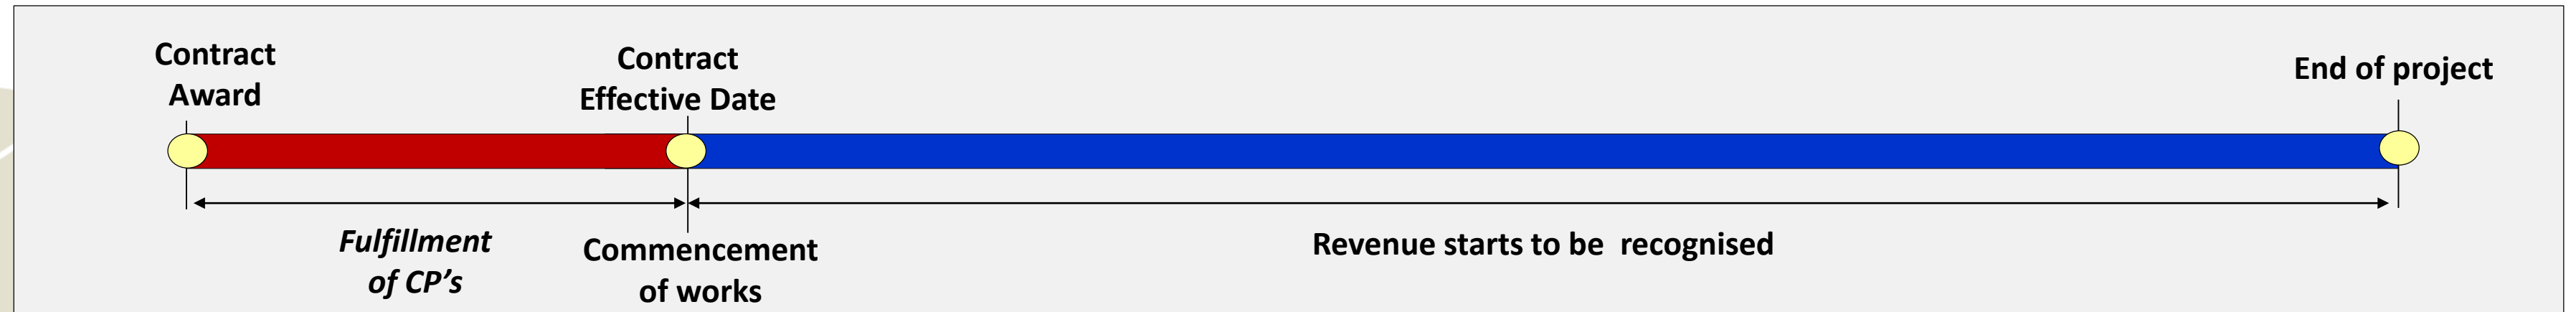 Contract
Award
Contract
Effective Date
End of project
Fulfillment
of CP’s
Commencement
of works
Revenue starts to be  recognised